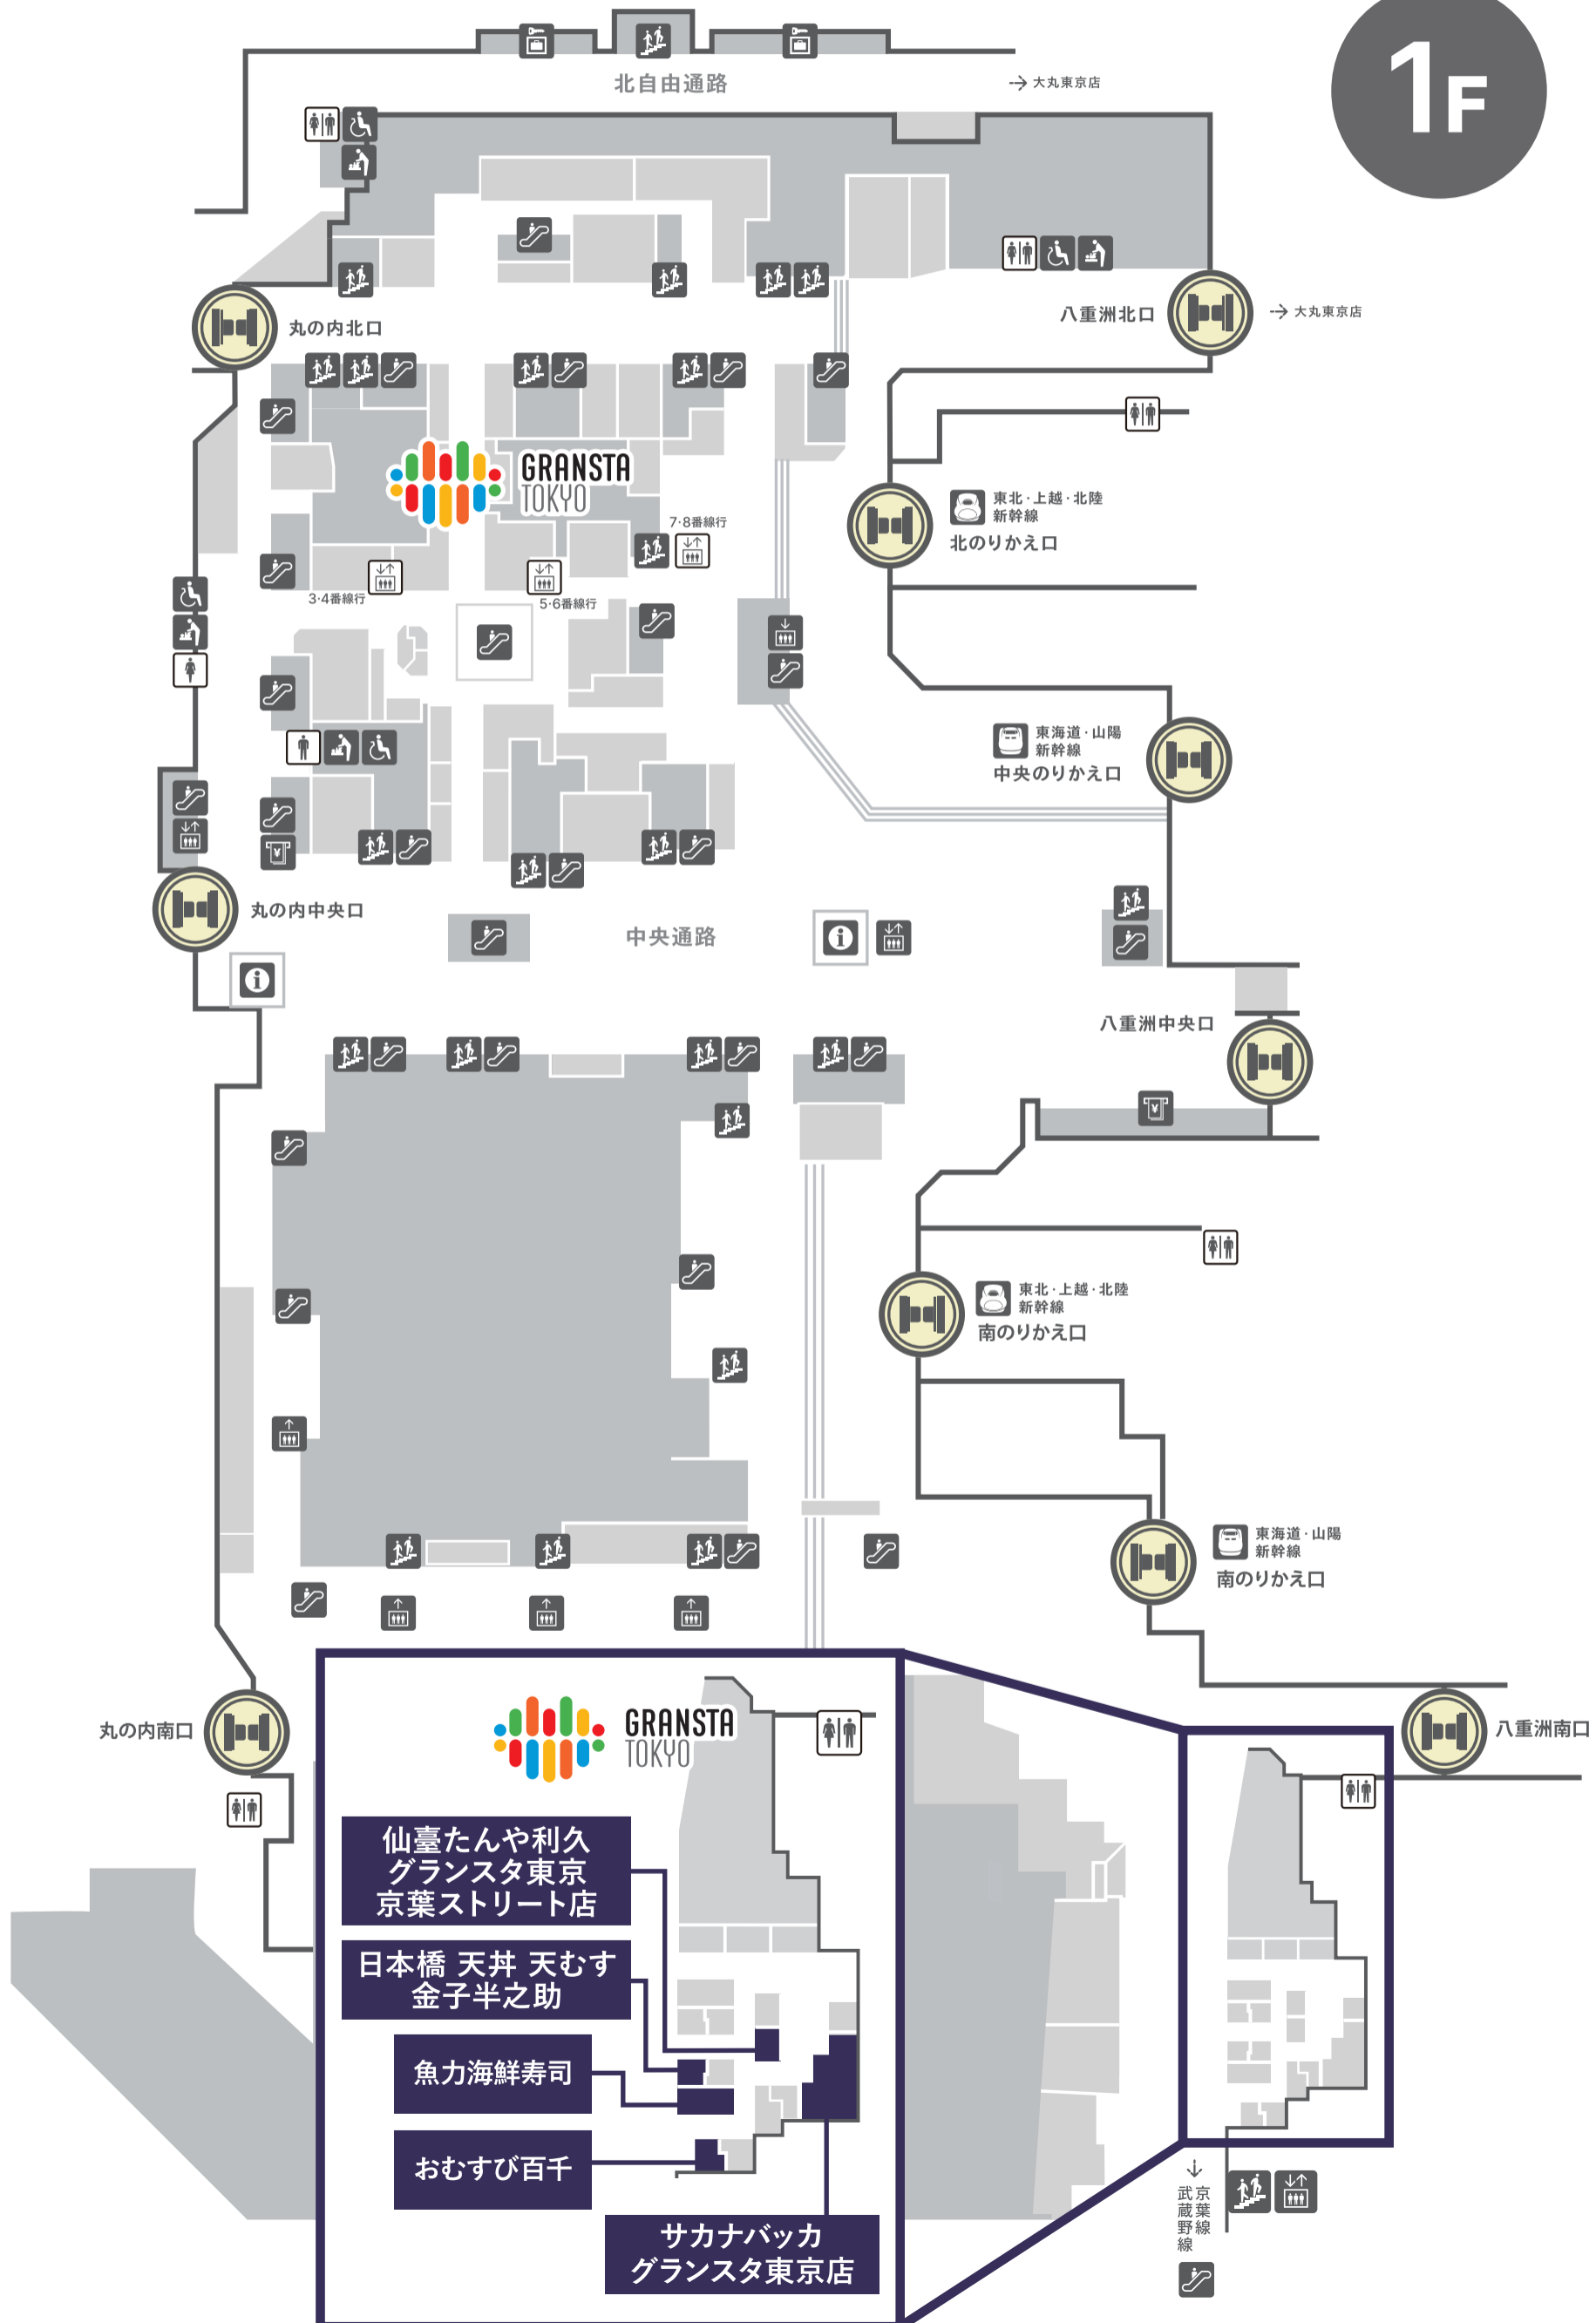 1F
北自由通路
→大丸東京店
丸の内北口
八重洲北口
→大丸東京店
GRANSTA
TOKYO
東北・上越・北陸
新幹線
北のりかえ口
7·8番線行
3·4番線行
5·6番線行
東海道・山陽
新幹線
中央のりかえ口
丸の内中央口
中央通路
八重洲中央口
東北・上越・北陸
新幹線
南のりかえ口
東海道・山陽
新幹線
南のりかえ口
丸の内南口
八重洲南口
GRANSTA
TOKYO
仙臺たんや利久
グランスタ東京
京葉ストリート店
日本橋 天丼 天むす
金子半之助
魚力海鮮寿司
おむすび百千
サカナバッカ
グランスタ東京店
京葉線
武蔵野線